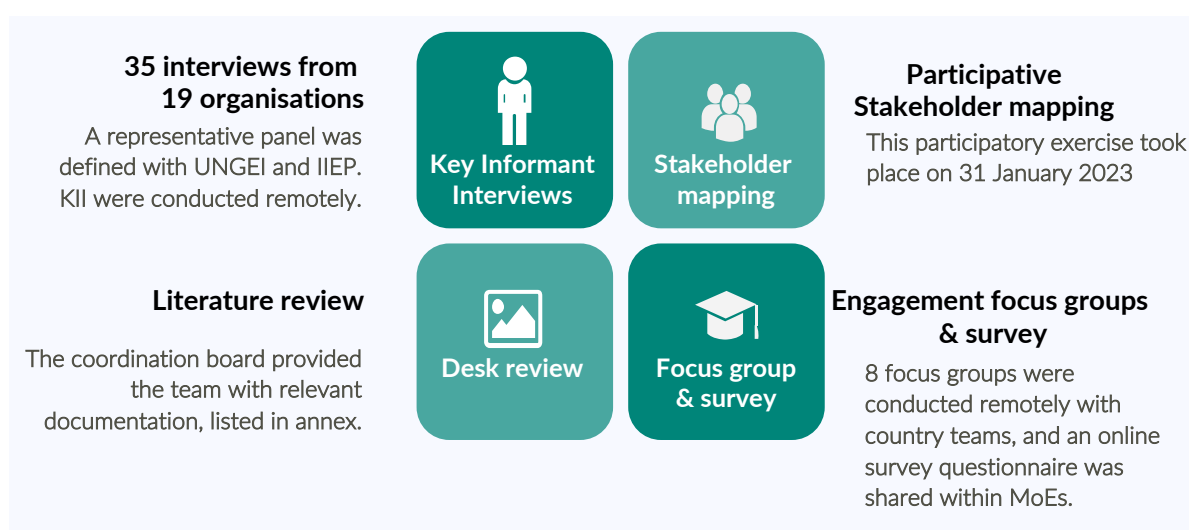 35 interviews from
19 organisations
A representative panel was
defined with UNGEI and IIEP.
KII were conducted remotely.
Key Informant
Interviews
Stakeholder
mapping
Participative
Stakeholder mapping
This participatory exercise took
place on 31 January 2023
Literature review
The coordination board provided
the team with relevant
documentation, listed in annex.
Desk review
Focus group
& survey
Engagement focus groups
& survey
8 focus groups were
conducted remotely with
country teams, and an online
survey questionnaire was
shared within MoEs.